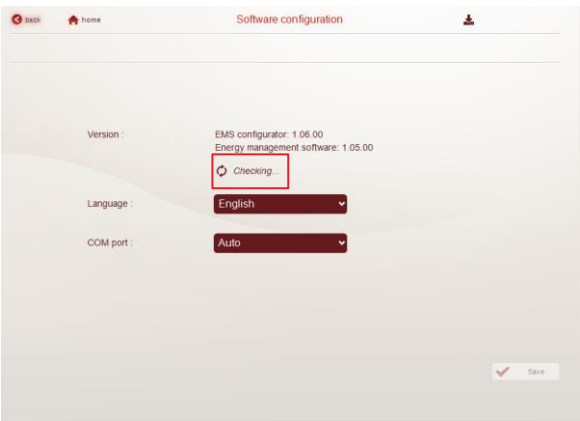 back
home
Software configuration
Version :
EMS configurator: 1.06.00
Energy management software: 1.05.00
Checking...
Language :
English
COM port :
Auto
Save